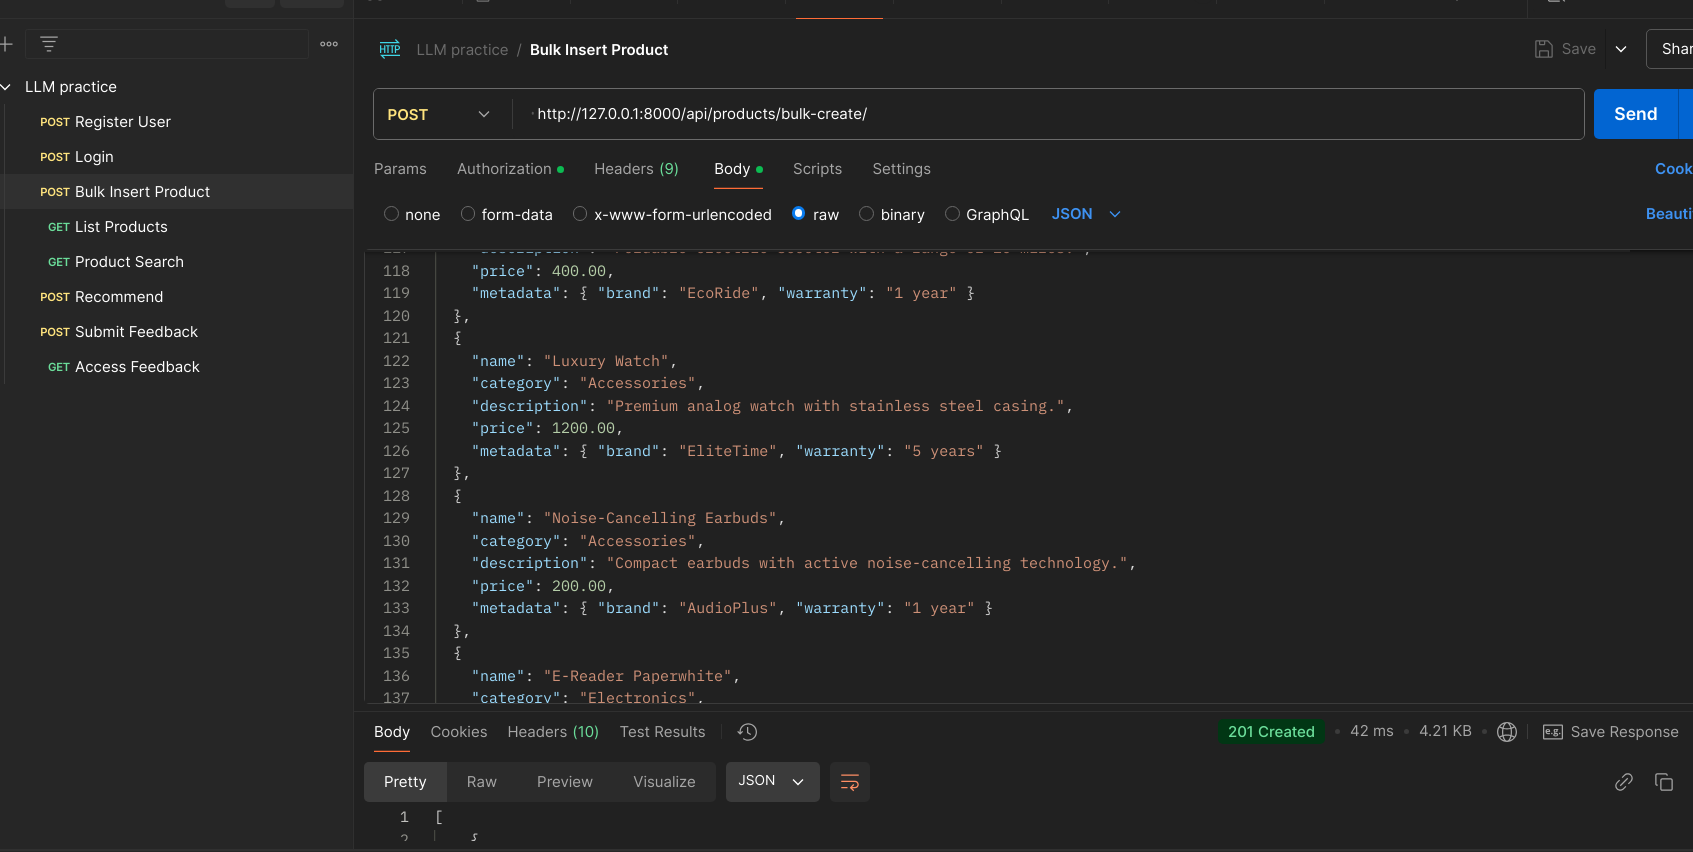 LLM practice / Bulk Insert Product
Save
Shar
LLM practice
POST Register User
POST Login
POST Bulk Insert Product
GET List Products
GET Product Search
POST Recommend
POST Submit Feedback
GET Access Feedback
POST
http://127.0.0.1:8000/api/products/bulk-create/
Send
Params Authorization Headers (9) Body Scripts Settings
Cook
none form-data x-www-form-urlencoded raw binary GraphQL JSON
Beauti
118 "price": 400.00,
119 "metadata": { "brand": "EcoRide", "warranty": "1 year" }
120 },
121 {
122 "name": "Luxury Watch",
123 "category": "Accessories",
124 "description": "Premium analog watch with stainless steel casing.",
125 "price": 1200.00,
126 "metadata": { "brand": "EliteTime", "warranty": "5 years" }
127 },
128 {
129 "name": "Noise-Cancelling Earbuds",
130 "category": "Accessories",
131 "description": "Compact earbuds with active noise-cancelling technology.",
132 "price": 200.00,
133 "metadata": { "brand": "AudioPlus", "warranty": "1 year" }
134 },
135 {
136 "name": "E-Reader Paperwhite",
137 "category": "Electronics",
Body Cookies Headers (10) Test Results
201 Created 42 ms 4.21 KB e.g. Save Response
Pretty Raw Preview Visualize JSON
1 [
2 {